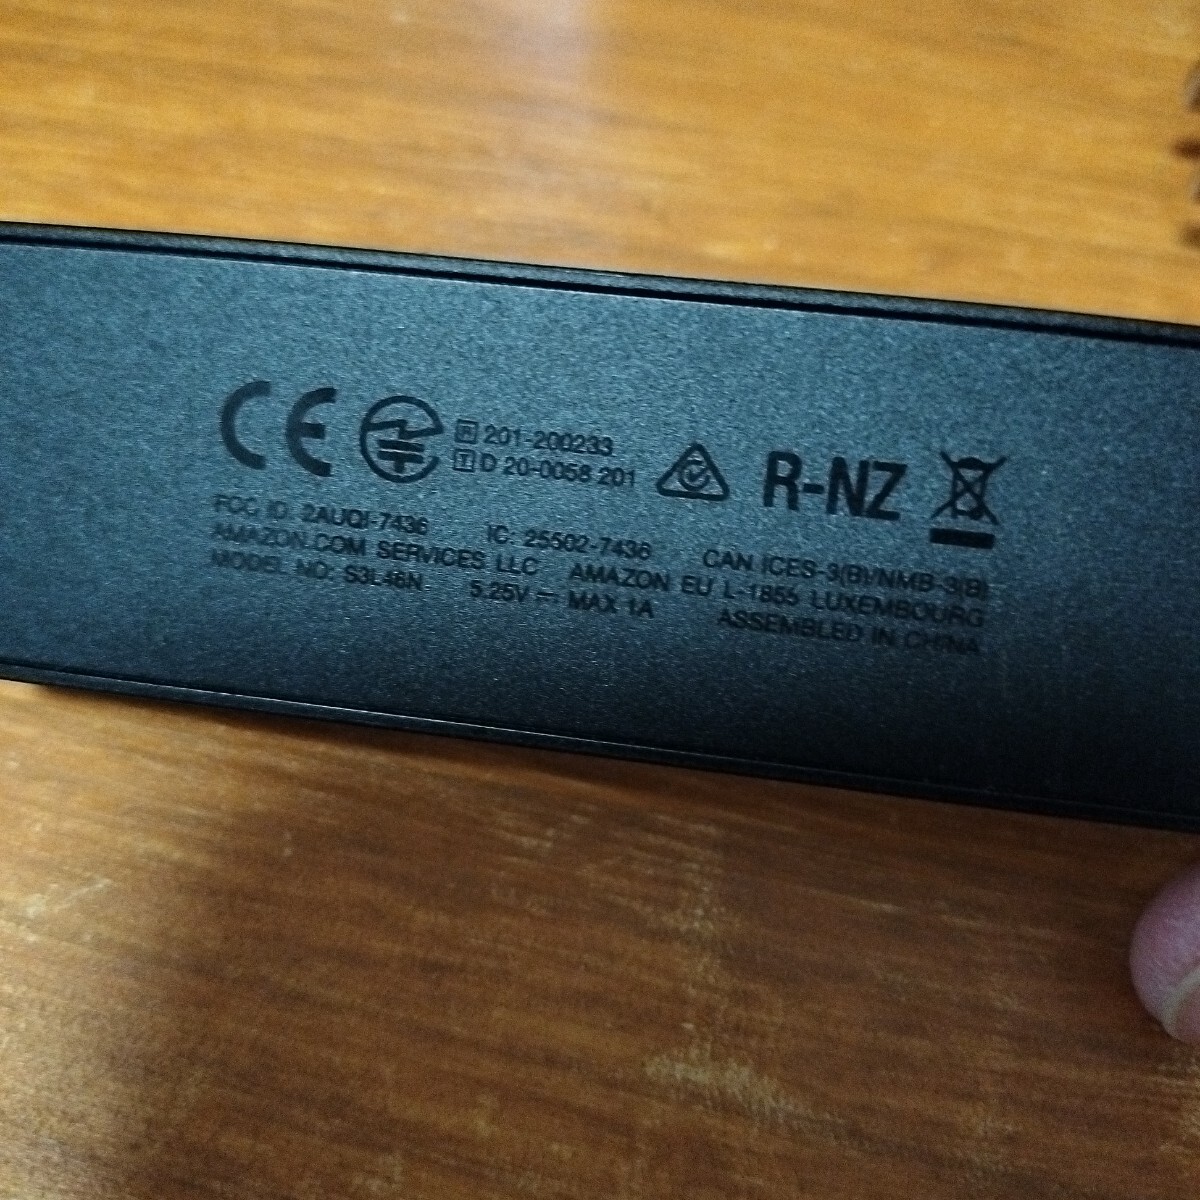 CE R 201-200233 R-NZ
T D 20-0058 201
FCC ID: 2AUQI-7436 IC: 25502-7436 CAN ICES-3(B)/NMB-3(B)
AMAZON.COM SERVICES LLC AMAZON EU L-1855 LUXEMBOURG
MODEL NO: S3L46N 5.25V ⎓ MAX 1A ASSEMBLED IN CHINA